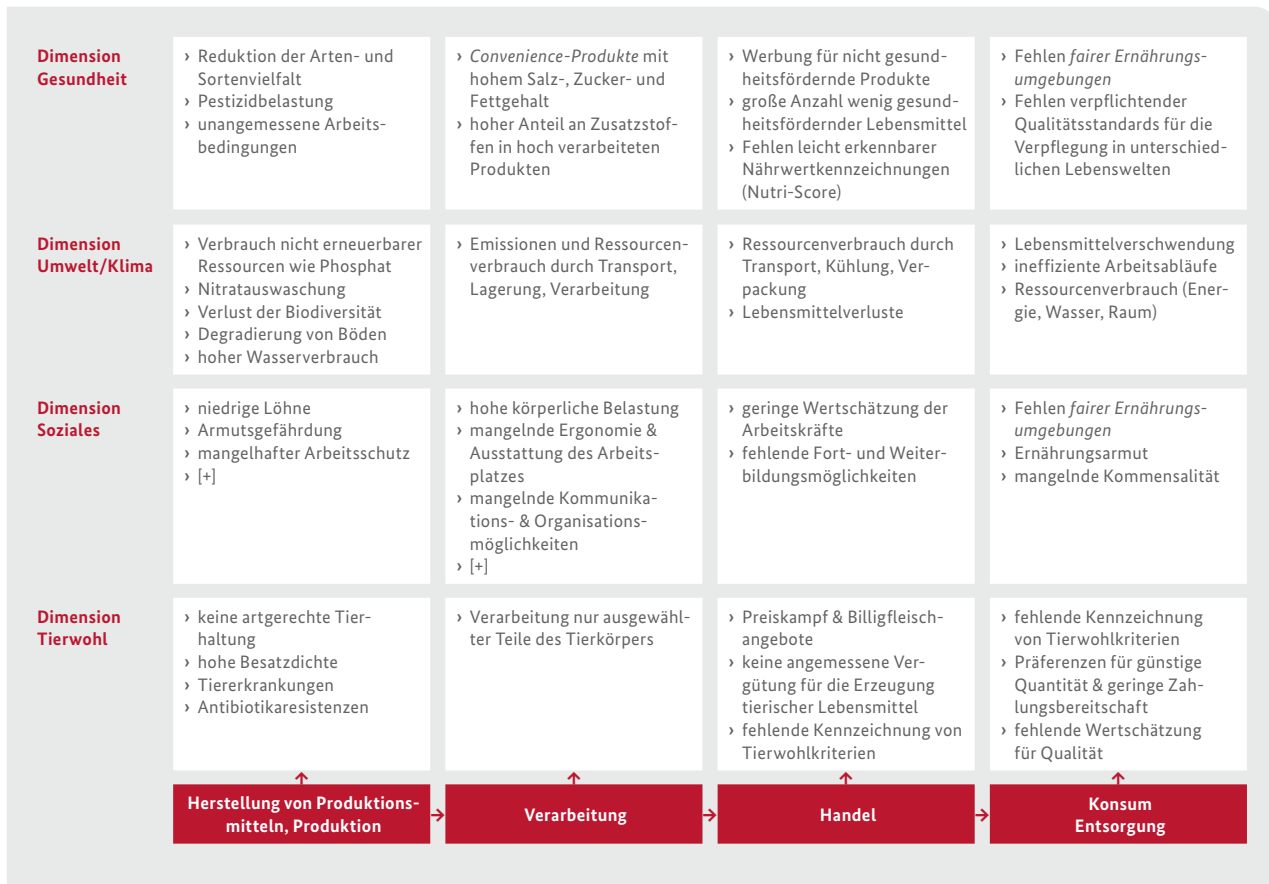 Dimension
Gesundheit
› Reduktion der Arten- und
Sortenvielfalt
› Pestizidbelastung
› unangemessene Arbeits-
bedingungen
› Convenience-Produkte mit
hohem Salz-, Zucker- und
Fettgehalt
› hoher Anteil an Zusatzstof-
fen in hoch verarbeiteten
Produkten
› Werbung für nicht gesund-
heitsfördernde Produkte
› große Anzahl wenig gesund-
heitsfördernder Lebensmittel
› Fehlen leicht erkennbarer
Nährwertkennzeichnungen
(Nutri-Score)
› Fehlen fairer Ernährungs-
umgebungen
› Fehlen verpflichtender
Qualitätsstandards für die
Verpflegung in unterschied-
lichen Lebenswelten
Dimension
Umwelt/Klima
› Verbrauch nicht erneuerbarer
Ressourcen wie Phosphat
› Nitratauswaschung
› Verlust der Biodiversität
› Degradierung von Böden
› hoher Wasserverbrauch
› Emissionen und Ressourcen-
verbrauch durch Transport,
Lagerung, Verarbeitung
› Ressourcenverbrauch durch
Transport, Kühlung, Ver-
packung
› Lebensmittelverluste
› Lebensmittelverschwendung
› ineffiziente Arbeitsabläufe
› Ressourcenverbrauch (Ener-
gie, Wasser, Raum)
Dimension
Soziales
› niedrige Löhne
› Armutsgefährdung
› mangelhafter Arbeitsschutz
› [+]
› hohe körperliche Belastung
› mangelnde Ergonomie &
Ausstattung des Arbeits-
platzes
› mangelnde Kommunika-
tions- & Organisations-
möglichkeiten
› [+]
› geringe Wertschätzung der
Arbeitskräfte
› fehlende Fort- und Weiter-
bildungsmöglichkeiten
› Fehlen fairer Ernährungs-
umgebungen
› Ernährungsarmut
› mangelnde Kommensalität
Dimension
Tierwohl
› keine artgerechte Tier-
haltung
› hohe Besatzdichte
› Tiererkrankungen
› Antibiotikaresistenzen
› Verarbeitung nur ausgewähl-
ter Teile des Tierkörpers
› Preiskampf & Billigfleisch-
angebote
› keine angemessene Ver-
gütung für die Erzeugung
tierischer Lebensmittel
› fehlende Kennzeichnung von
Tierwohlkriterien
› fehlende Kennzeichnung
von Tierwohlkriterien
› Präferenzen für günstige
Quantität & geringe Zah-
lungsbereitschaft
› fehlende Wertschätzung
für Qualität
Herstellung von Produktions-
mitteln, Produktion
Verarbeitung
Handel
Konsum
Entsorgung